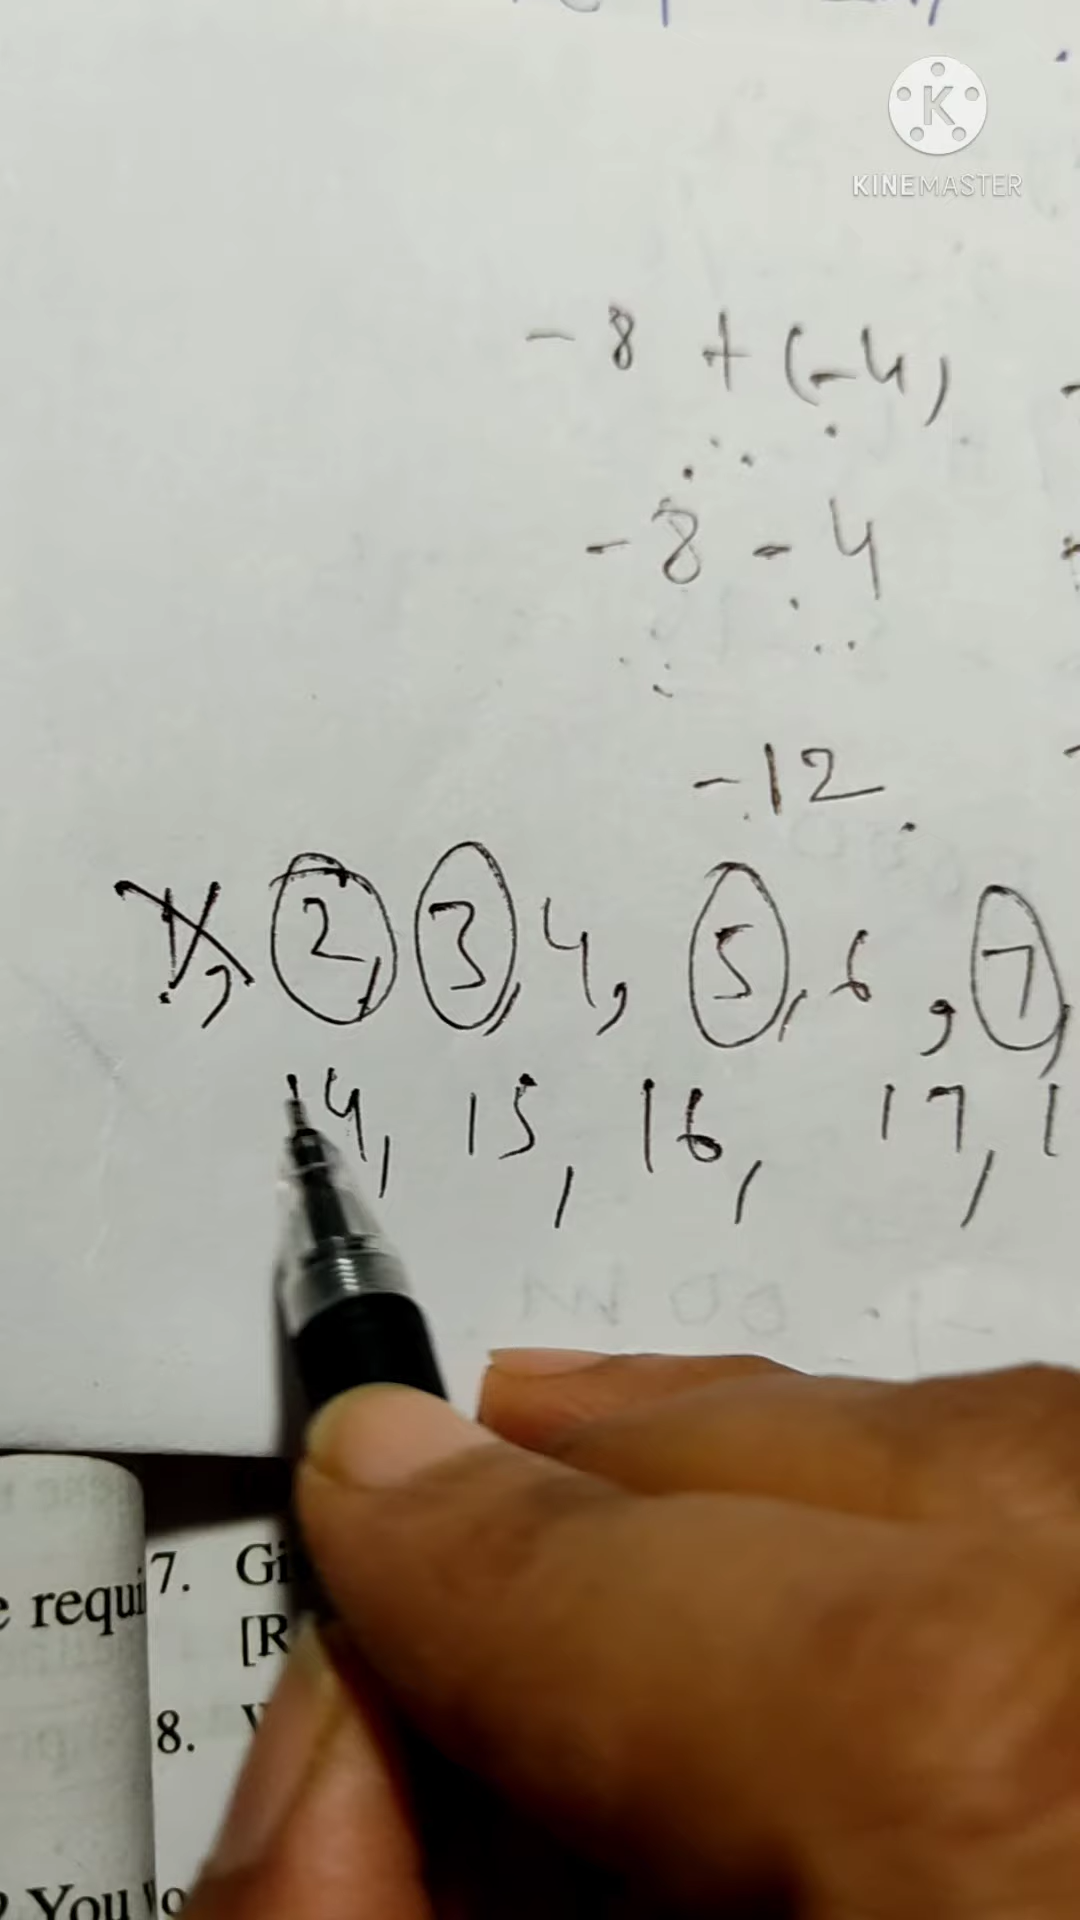 KINEMASTER
-8 + (-4)
-8 - 4
-12
1, 2, 3, 4, 5, 6, 7,
14, 15, 16, 17, 1
e requi
7. Gi
[R
8.
You